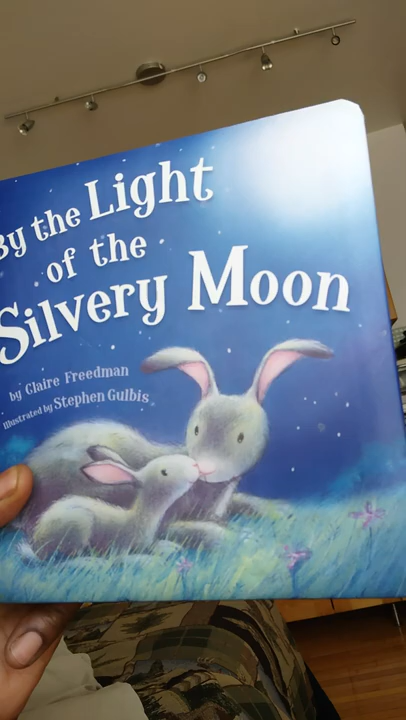 By the Light
of the
Silvery Moon
by Claire Freedman
Illustrated by Stephen Gulbis